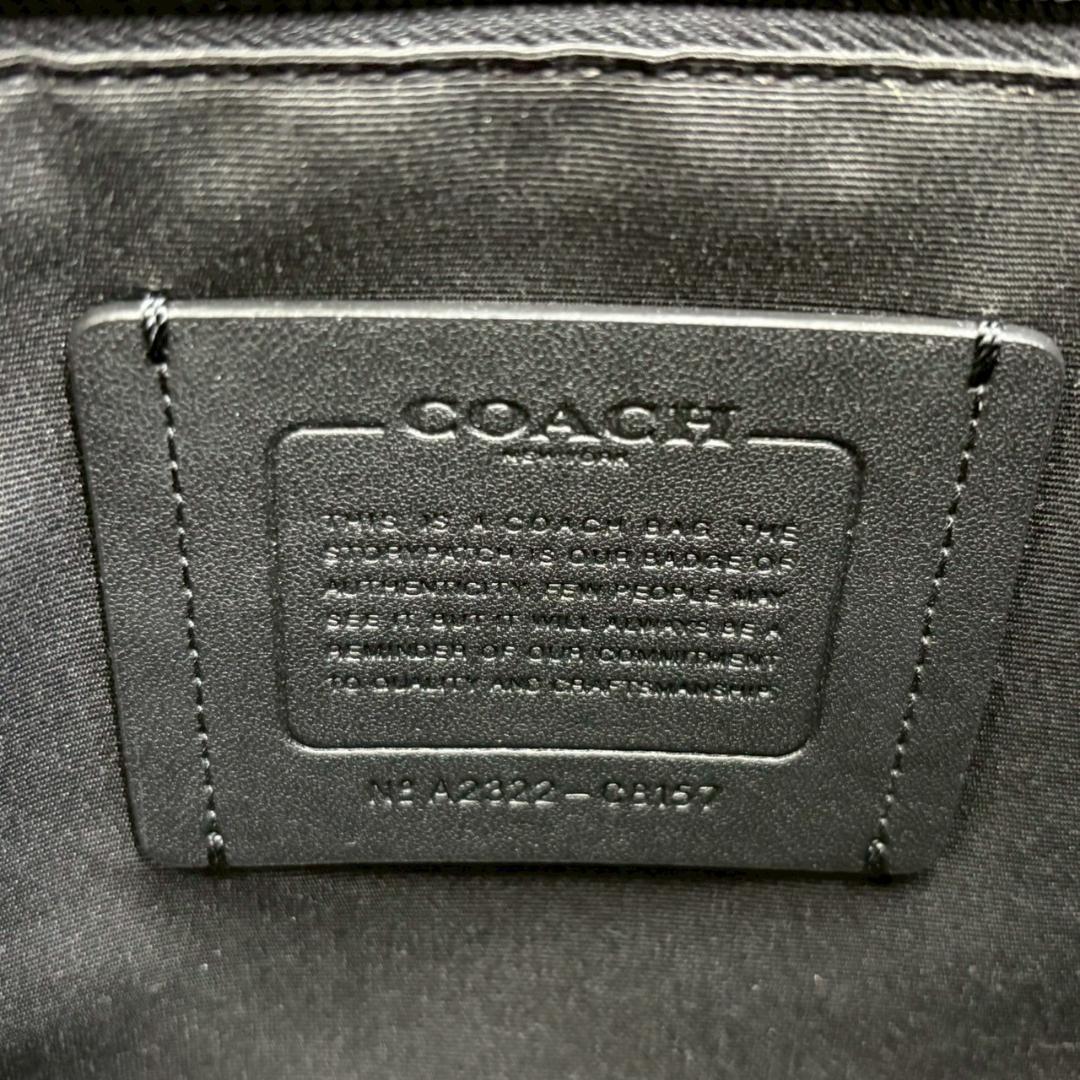 COACH
NEW YORK
THIS IS A COACH BAG. THE
STORYPATCH IS OUR BADGE OF
AUTHENTICITY. FEW PEOPLE MAY
SEE IT, BUT IT WILL ALWAYS BE A
REMINDER OF OUR COMMITMENT
TO QUALITY AND CRAFTSMANSHIP.
Nº A2322-C8157